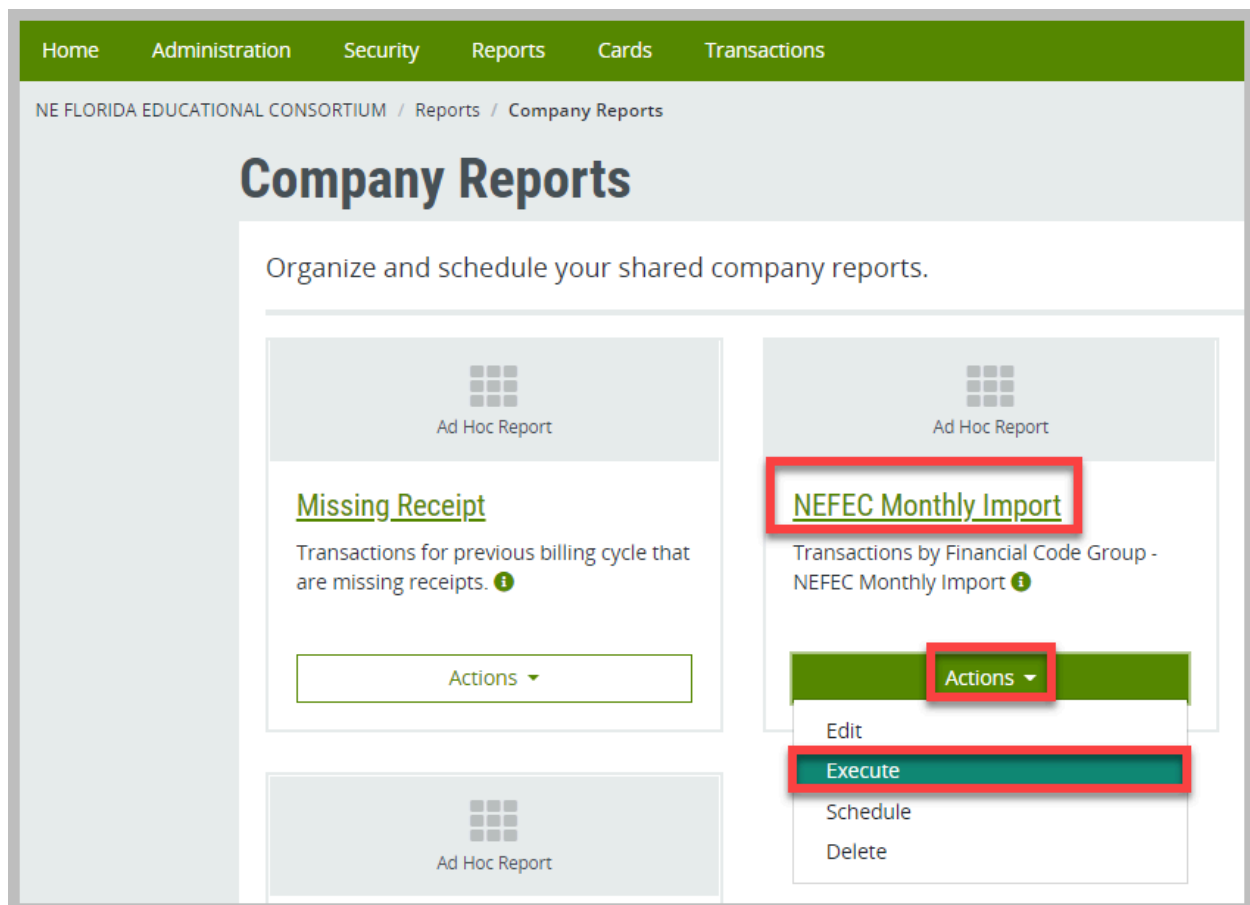 Home Administration Security Reports Cards Transactions
NE FLORIDA EDUCATIONAL CONSORTIUM / Reports / Company Reports
Company Reports
Organize and schedule your shared company reports.
Ad Hoc Report
Missing Receipt
Transactions for previous billing cycle that
are missing receipts.
Actions
Ad Hoc Report
NEFEC Monthly Import
Transactions by Financial Code Group -
NEFEC Monthly Import
Actions
Edit
Execute
Schedule
Delete
Ad Hoc Report